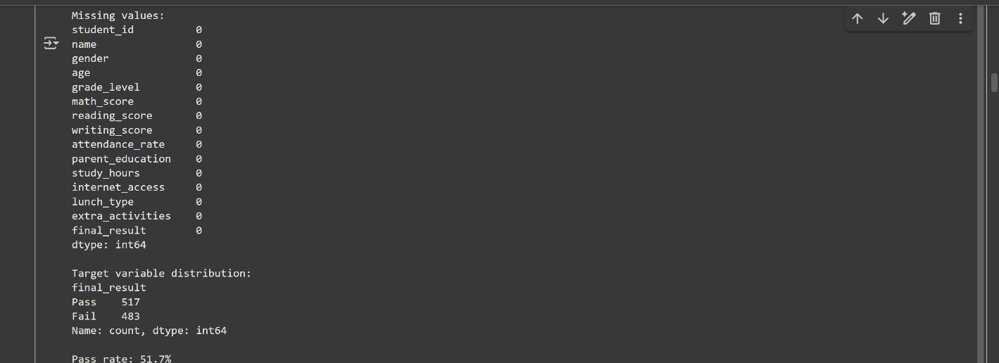 Missing values:
student_id          0
name                0
gender              0
age                 0
grade_level         0
math_score          0
reading_score       0
writing_score       0
attendance_rate     0
parent_education    0
study_hours         0
internet_access     0
lunch_type          0
extra_activities    0
final_result        0
dtype: int64

Target variable distribution:
final_result
Pass    517
Fail    483
Name: count, dtype: int64

Pass rate: 51.7%